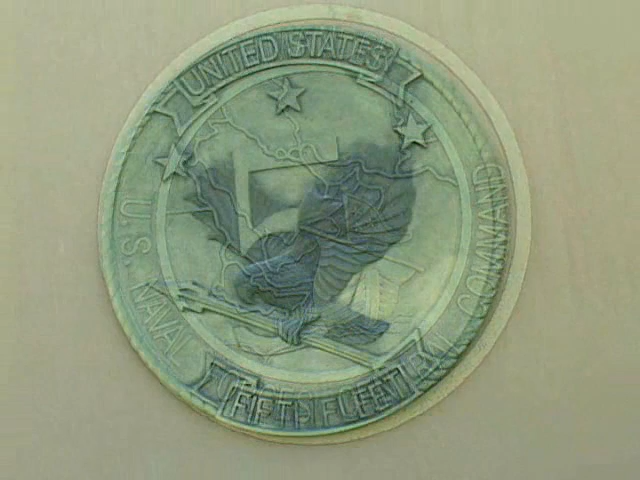 UNITED STATES
U.S. NAVAL
COMMAND
FIFTH FLEET